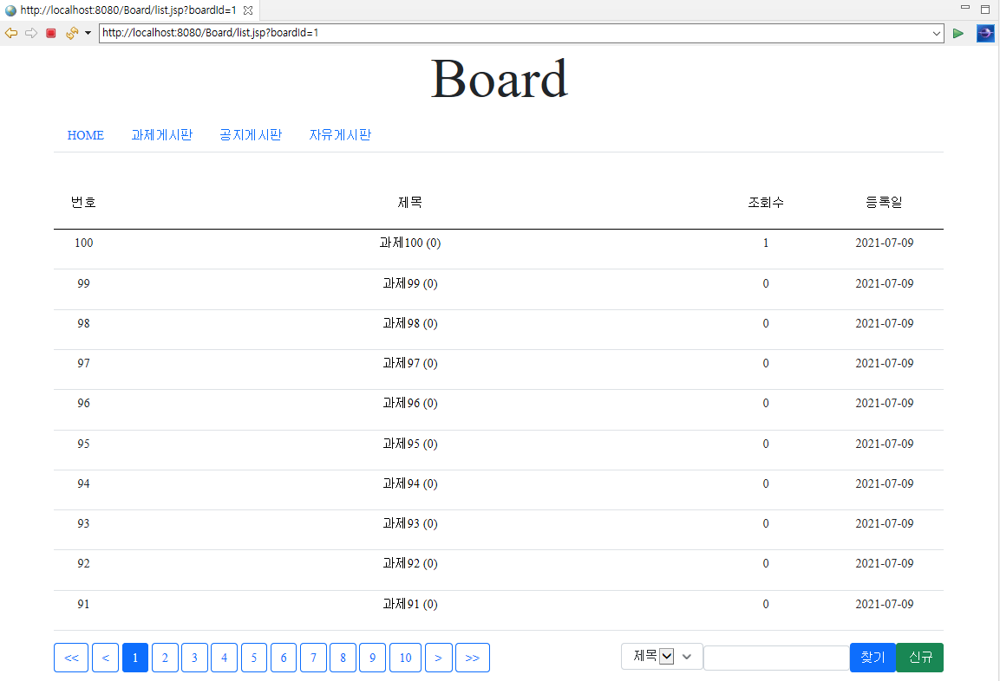 http://localhost:8080/Board/list.jsp?boardId=1
http://localhost:8080/Board/list.jsp?boardId=1
Board
HOME 과제게시판 공지게시판 자유게시판
번호 제목 조회수 등록일
100 과제100 (0) 1 2021-07-09
99 과제99 (0) 0 2021-07-09
98 과제98 (0) 0 2021-07-09
97 과제97 (0) 0 2021-07-09
96 과제96 (0) 0 2021-07-09
95 과제95 (0) 0 2021-07-09
94 과제94 (0) 0 2021-07-09
93 과제93 (0) 0 2021-07-09
92 과제92 (0) 0 2021-07-09
91 과제91 (0) 0 2021-07-09
<< < 1 2 3 4 5 6 7 8 9 10 > >> 제목 찾기 신규